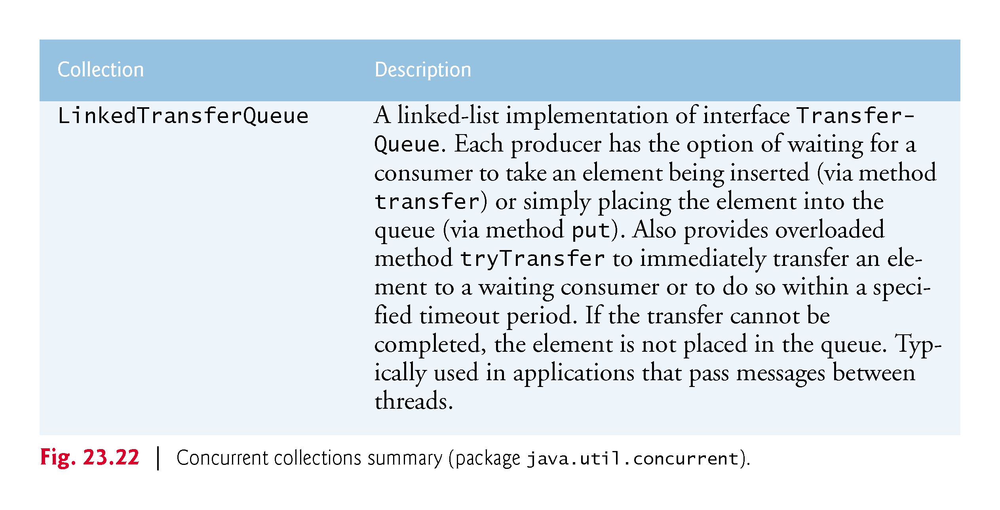 Collection Description
LinkedTransferQueue A linked-list implementation of interface Transfer-
Queue. Each producer has the option of waiting for a
consumer to take an element being inserted (via method
transfer) or simply placing the element into the
queue (via method put). Also provides overloaded
method tryTransfer to immediately transfer an ele-
ment to a waiting consumer or to do so within a speci-
fied timeout period. If the transfer cannot be
completed, the element is not placed in the queue. Typ-
ically used in applications that pass messages between
threads.
Fig. 23.22 | Concurrent collections summary (package java.util.concurrent).